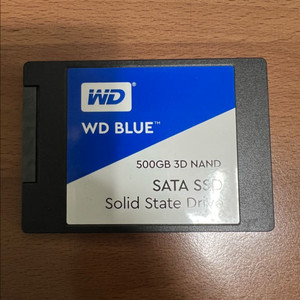 WD
WD BLUE™
500GB 3D NAND
SATA SSD
Solid State Drive